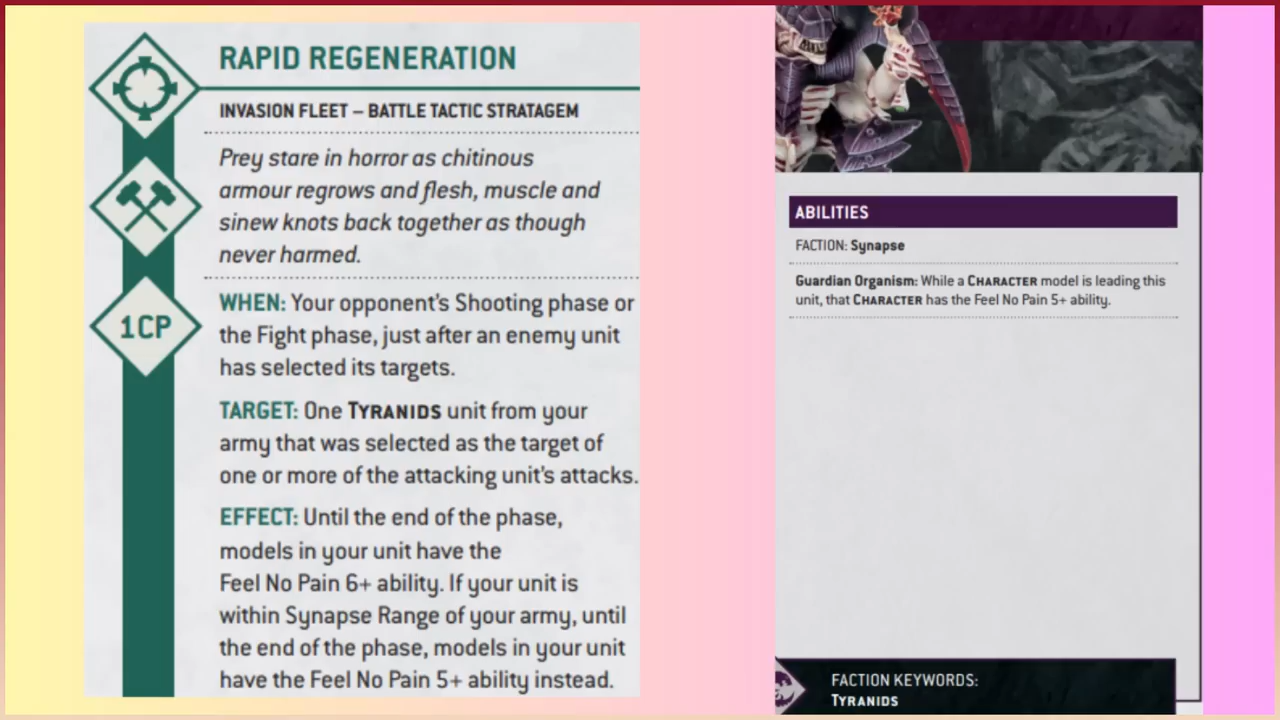 RAPID REGENERATION
INVASION FLEET – BATTLE TACTIC STRATAGEM
Prey stare in horror as chitinous
armour regrows and flesh, muscle and
sinew knots back together as though
never harmed.
1CP
WHEN: Your opponent's Shooting phase or
the Fight phase, just after an enemy unit
has selected its targets.
TARGET: One TYRANIDS unit from your
army that was selected as the target of
one or more of the attacking unit's attacks.
EFFECT: Until the end of the phase,
models in your unit have the
Feel No Pain 6+ ability. If your unit is
within Synapse Range of your army, until
the end of the phase, models in your unit
have the Feel No Pain 5+ ability instead.
ABILITIES
FACTION: Synapse
Guardian Organism: While a CHARACTER model is leading this
unit, that CHARACTER has the Feel No Pain 5+ ability.
FACTION KEYWORDS:
TYRANIDS